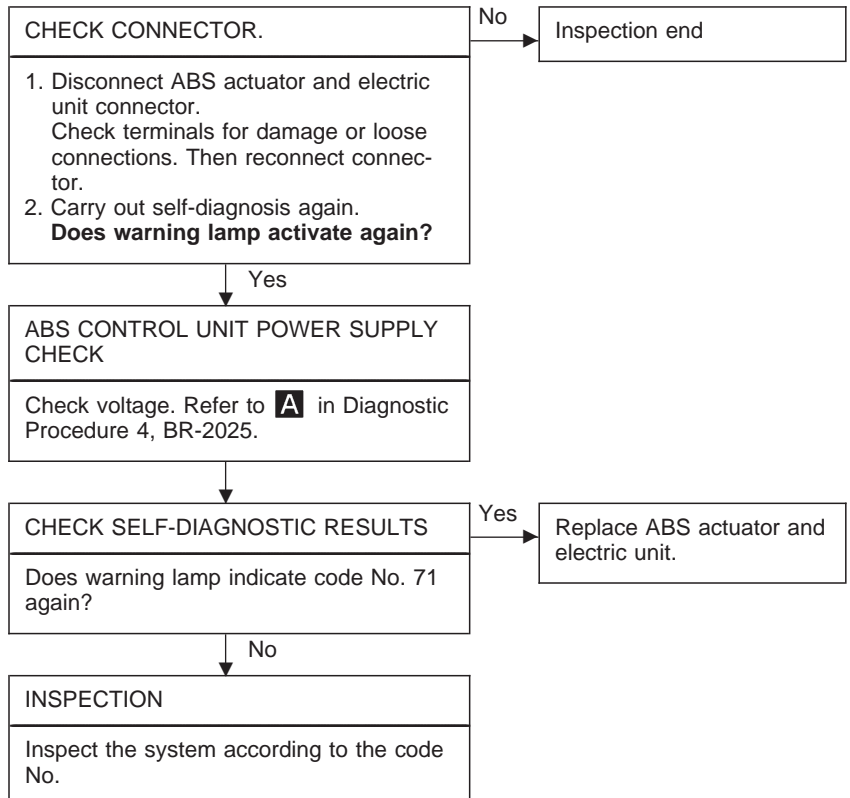 CHECK CONNECTOR.
No
Inspection end
1. Disconnect ABS actuator and electric
unit connector.
Check terminals for damage or loose
connections. Then reconnect connec-
tor.
2. Carry out self-diagnosis again.
Does warning lamp activate again?
Yes
ABS CONTROL UNIT POWER SUPPLY
CHECK
Check voltage. Refer to A in Diagnostic
Procedure 4, BR-2025.
CHECK SELF-DIAGNOSTIC RESULTS
Yes
Replace ABS actuator and
electric unit.
Does warning lamp indicate code No. 71
again?
No
INSPECTION
Inspect the system according to the code
No.